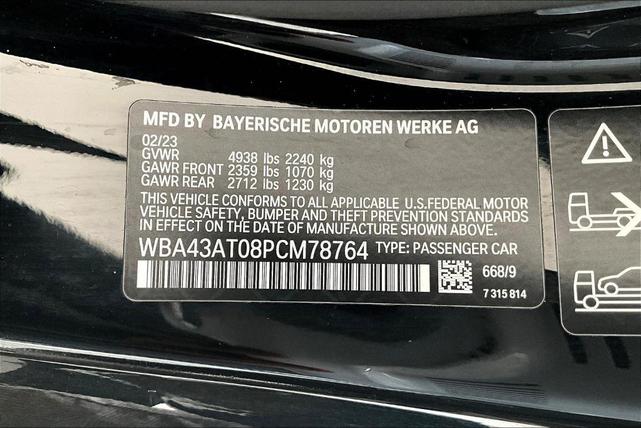 MFD BY BAYERISCHE MOTOREN WERKE AG
02/23
GVWR 4938 lbs 2240 kg
GAWR FRONT 2359 lbs 1070 kg
GAWR REAR 2712 lbs 1230 kg
THIS VEHICLE CONFORMS TO ALL APPLICABLE U.S.FEDERAL MOTOR
VEHICLE SAFETY, BUMPER AND THEFT PREVENTION STANDARDS
IN EFFECT ON THE DATE OF MANUFACTURE SHOWN ABOVE.
WBA43AT08PCM78764 TYPE: PASSENGER CAR
668/9
7 315 814